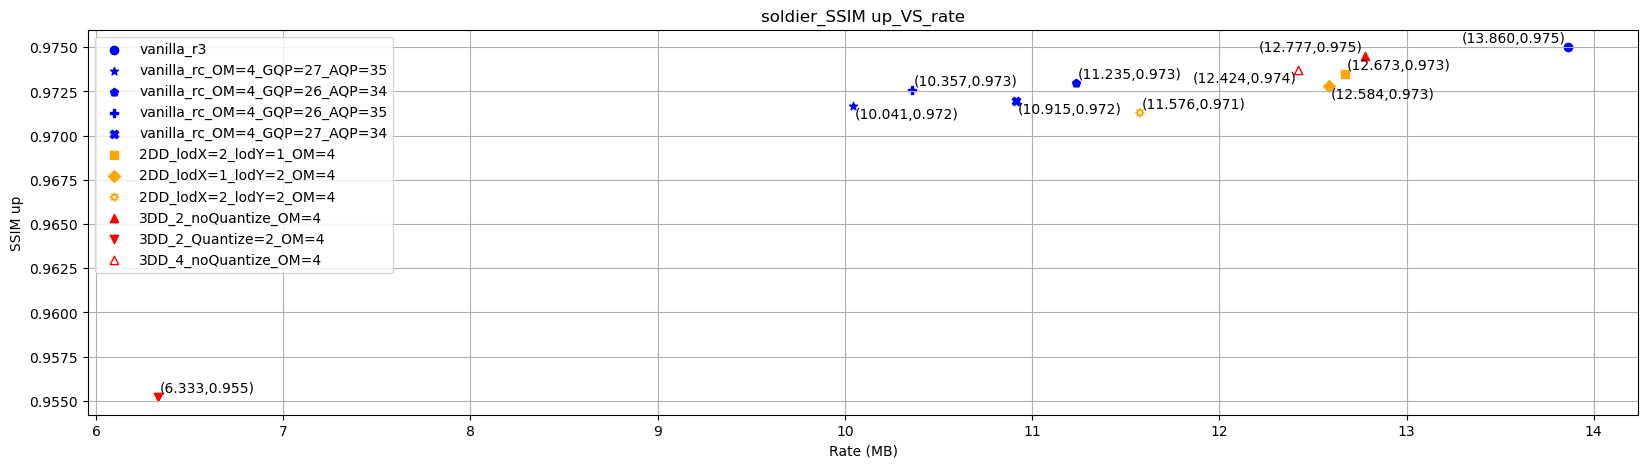 soldier_SSIM up_VS_rate
SSIM up
0.9750
0.9725
0.9700
0.9675
0.9650
0.9625
0.9600
0.9575
0.9550
vanilla_r3
vanilla_rc_OM=4_GQP=27_AQP=35
vanilla_rc_OM=4_GQP=26_AQP=34
vanilla_rc_OM=4_GQP=26_AQP=35
vanilla_rc_OM=4_GQP=27_AQP=34
2DD_lodX=2_lodY=1_OM=4
2DD_lodX=1_lodY=2_OM=4
2DD_lodX=2_lodY=2_OM=4
3DD_2_noQuantize_OM=4
3DD_2_Quantize=2_OM=4
3DD_4_noQuantize_OM=4
(13.860,0.975)
(12.777,0.975)
(12.673,0.973)
(11.235,0.973)
(12.424,0.974)
(10.357,0.973)
(12.584,0.973)
(11.576,0.971)
(10.915,0.972)
(10.041,0.972)
(6.333,0.955)
6
7
8
9
10
11
12
13
14
Rate (MB)